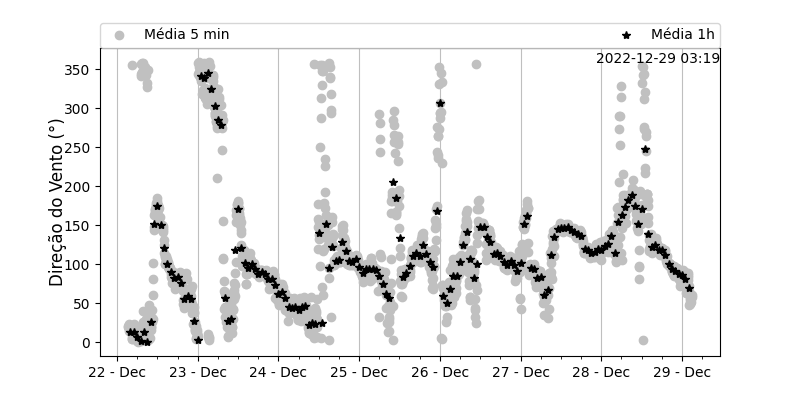 Média 5 min
Média 1h
2022-12-29 03:19
Direção do Vento (°)
350
300
250
200
150
100
50
0
22 - Dec
23 - Dec
24 - Dec
25 - Dec
26 - Dec
27 - Dec
28 - Dec
29 - Dec